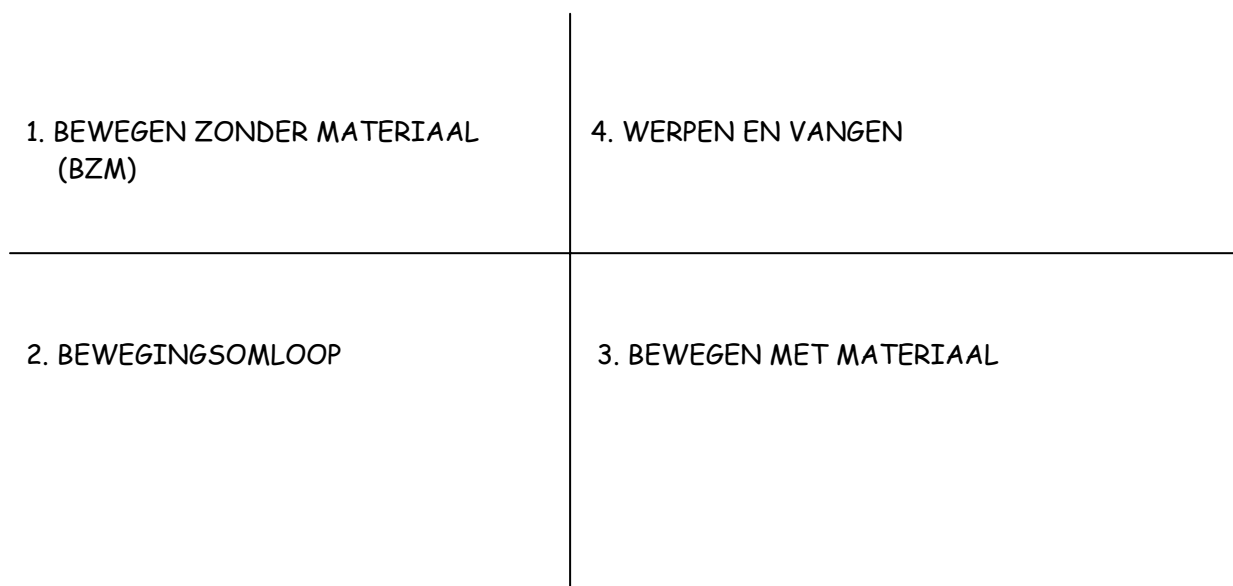 1. BEWEGEN ZONDER MATERIAAL
(BZM)
4. WERPEN EN VANGEN
2. BEWEGINGSOMLOOP
3. BEWEGEN MET MATERIAAL